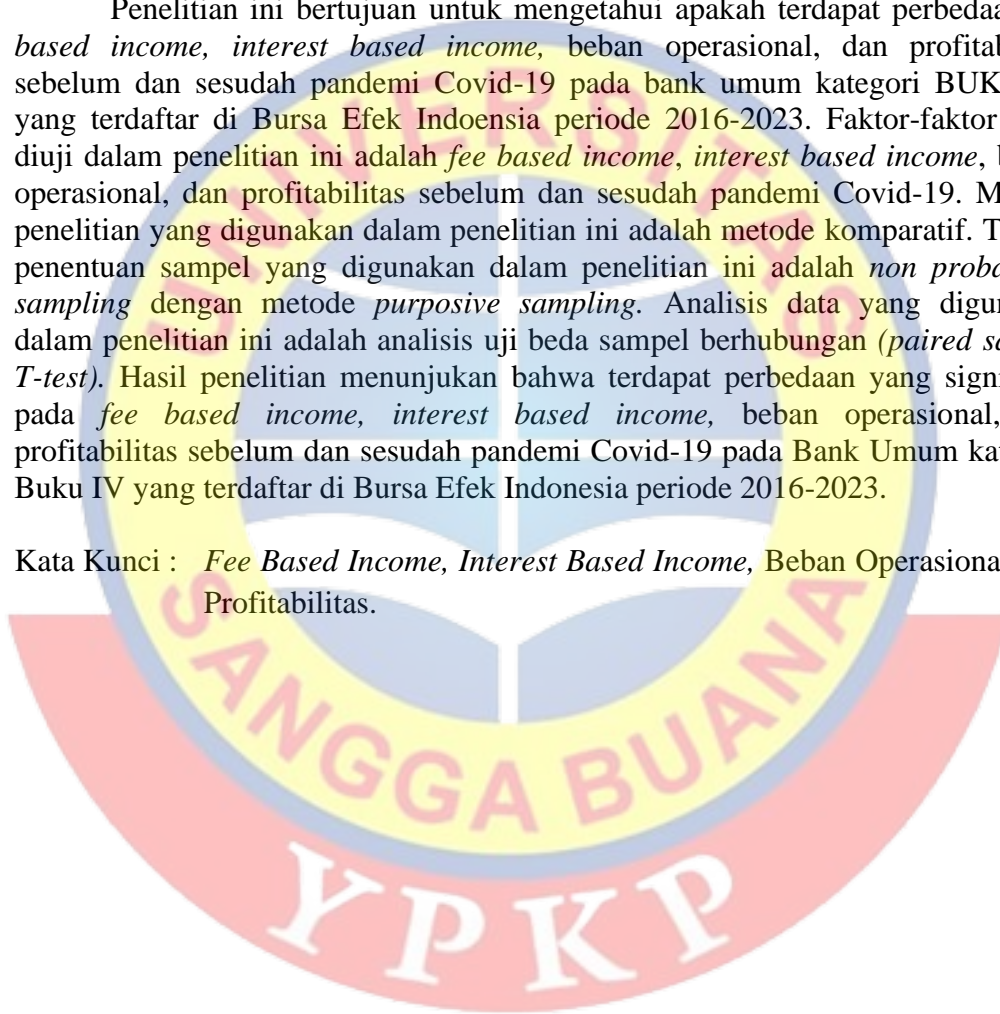 Penelitian ini bertujuan untuk mengetahui apakah terdapat
based income, interest based income, beban operasional, dan
sebelum dan sesudah pandemi Covid-19 pada bank umum kategori BUK
yang terdaftar di Bursa Efek Indoensia periode 2016-2023. Faktor-faktor
diuji dalam penelitian ini adalah fee based income, interest based income,
operasional, dan profitabilitas sebelum dan sesudah pandemi Covid-19.
penelitian yang digunakan dalam penelitian ini adalah metode komparatif.
penentuan sampel yang digunakan dalam penelitian ini adalah non
sampling dengan metode purposive sampling. Analisis data yang
dalam penelitian ini adalah analisis uji beda sampel berhubungan (paired
T-test). Hasil penelitian menunjukan bahwa terdapat perbedaan yang
pada fee based income, interest based income, beban operasional,
profitabilitas sebelum dan sesudah pandemi Covid-19 pada Bank Umum
Buku IV yang terdaftar di Bursa Efek Indonesia periode 2016-2023.
Kata Kunci : Fee Based Income, Interest Based Income, Beban Operasiona
Profitabilitas.
UNIVERSITAS
SANGGA BUANA
YPKP